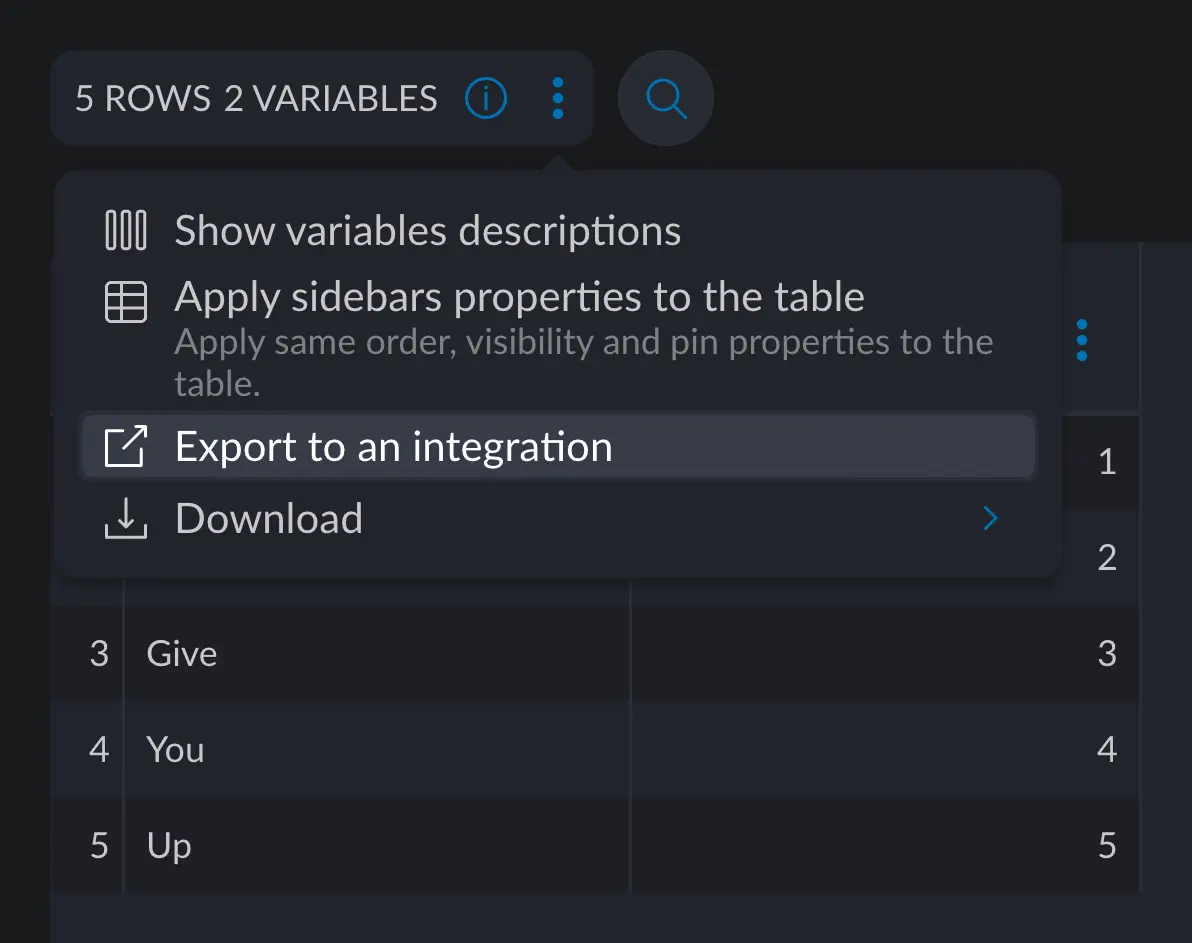 5 ROWS 2 VARIABLES
Show variables descriptions
Apply sidebars properties to the table
Apply same order, visibility and pin properties to the
table.
Export to an integration
1
Download
2
3 Give 3
4 You 4
5 Up 5